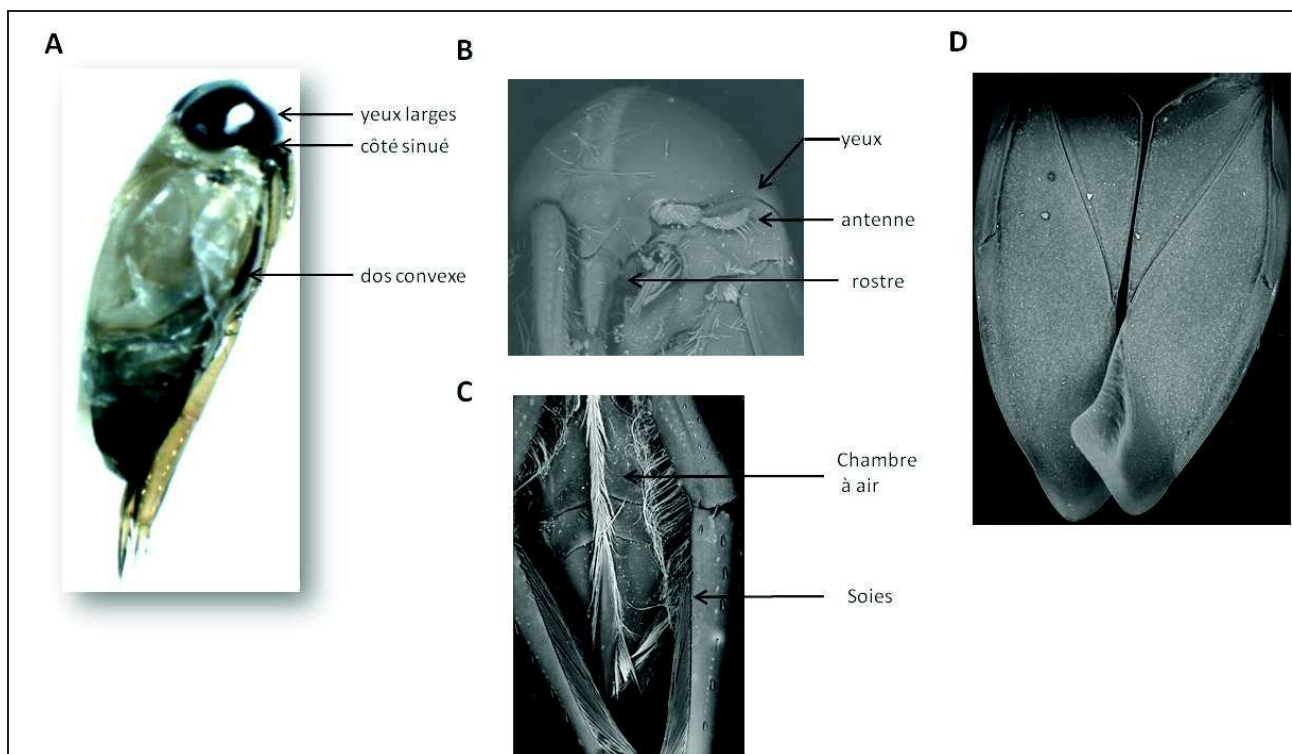 A
yeux larges
côté sinué
dos convexe
B
yeux
antenne
rostre
C
Chambre
à air
Soies
D